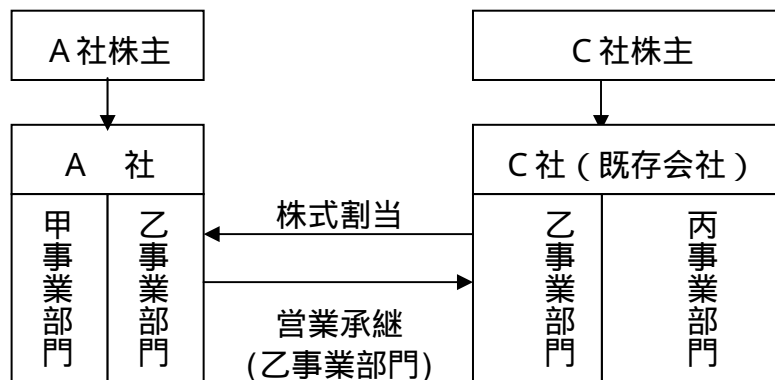 A社株主
C社株主
A 社
C社(既存会社)
甲事業部門
乙事業部門
株式割当
営業承継
(乙事業部門)
乙事業部門
丙事業部門